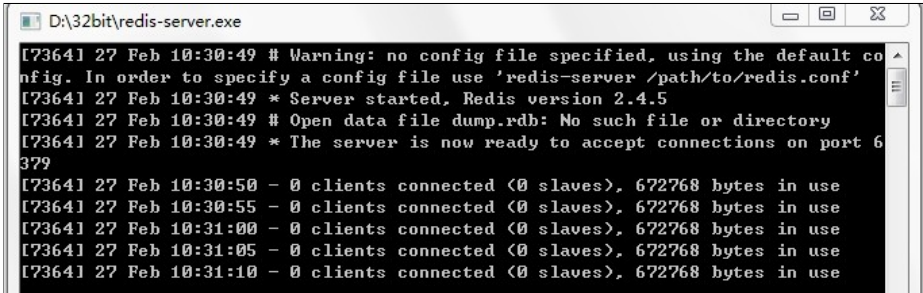 D:\32bit\redis-server.exe
[7364] 27 Feb 10:30:49 # Warning: no config file specified, using the default co
nfig. In order to specify a config file use 'redis-server /path/to/redis.conf'
[7364] 27 Feb 10:30:49 * Server started, Redis version 2.4.5
[7364] 27 Feb 10:30:49 # Open data file dump.rdb: No such file or directory
[7364] 27 Feb 10:30:49 * The server is now ready to accept connections on port 6
379
[7364] 27 Feb 10:30:50 - 0 clients connected (0 slaves), 672768 bytes in use
[7364] 27 Feb 10:30:55 - 0 clients connected (0 slaves), 672768 bytes in use
[7364] 27 Feb 10:31:00 - 0 clients connected (0 slaves), 672768 bytes in use
[7364] 27 Feb 10:31:05 - 0 clients connected (0 slaves), 672768 bytes in use
[7364] 27 Feb 10:31:10 - 0 clients connected (0 slaves), 672768 bytes in use